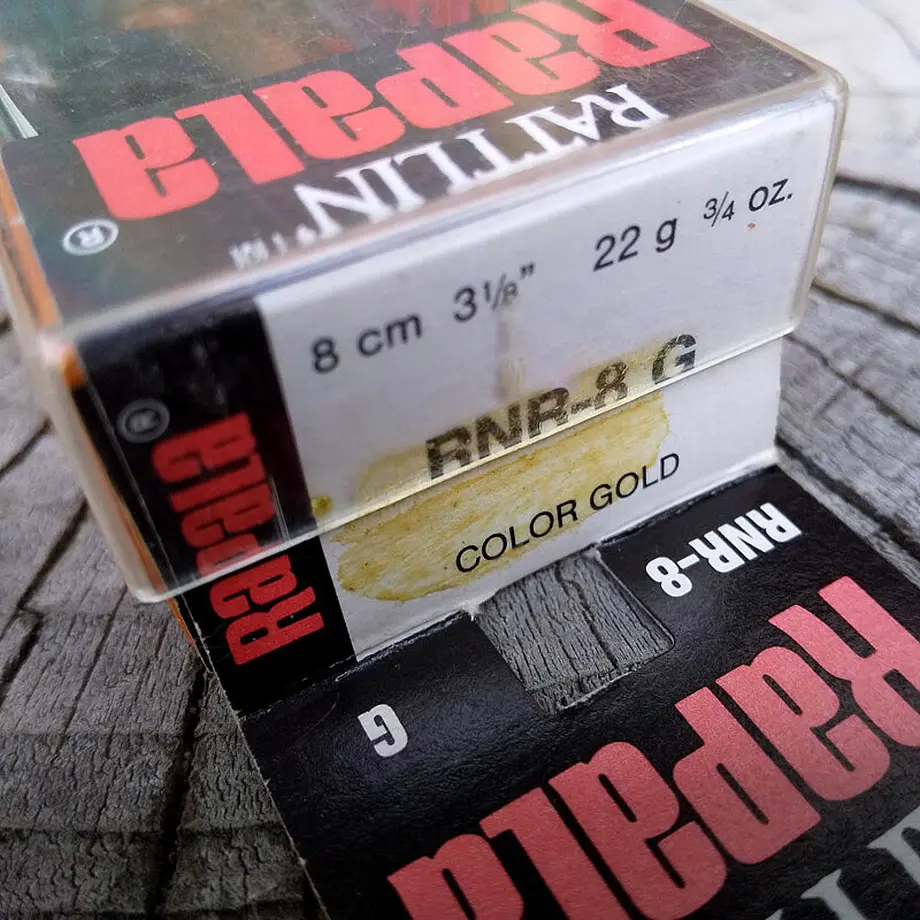 Rapala
®
RATTLIN'
8 cm 3 1/8" 22 g 3/4 oz.
RNR-8 G
COLOR GOLD
Rapala
®
RNR-8
G
Rapala